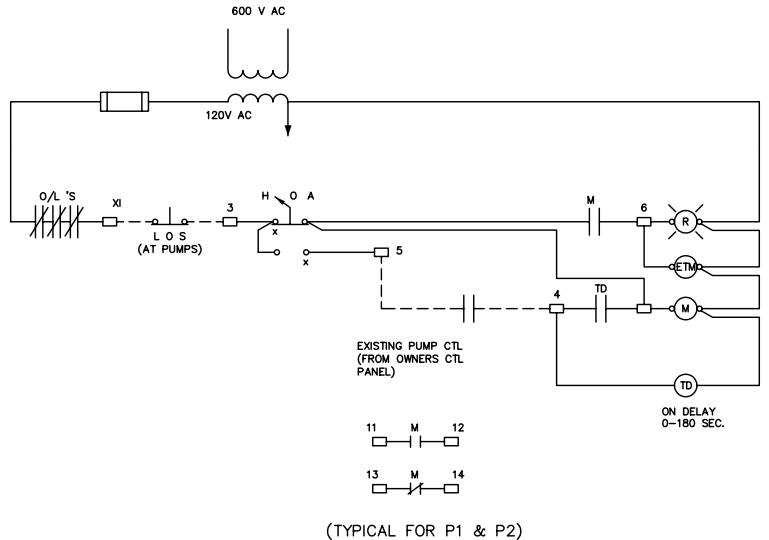 600 V AC
120V AC
O/L 'S
XI
L O S
(AT PUMPS)
3
H O A
x
x
5
M
6
R
ETM
4
TD
M
TD
EXISTING PUMP CTL
(FROM OWNERS CTL
PANEL)
ON DELAY
0-180 SEC.
11 M 12
13 M 14
(TYPICAL FOR P1 & P2)